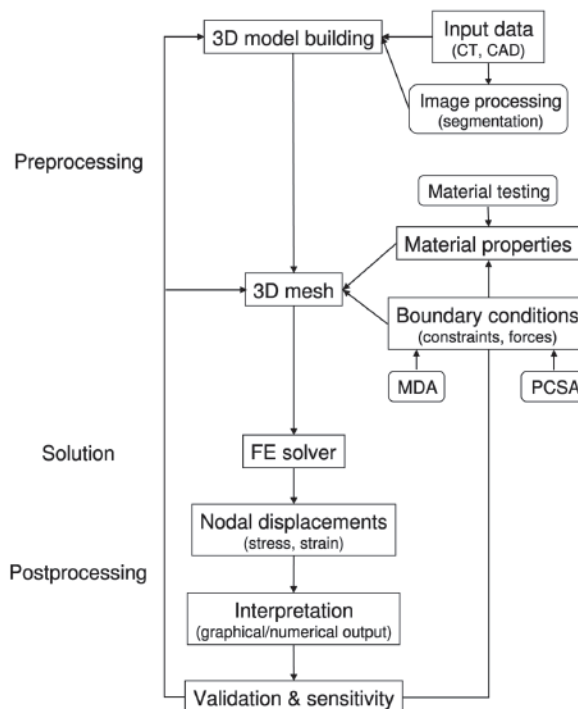 3D model building
Input data
(CT, CAD)
Image processing
(segmentation)
Preprocessing
Material testing
Material properties
3D mesh
Boundary conditions
(constraints, forces)
MDA
PCSA
Solution
FE solver
Nodal displacements
(stress, strain)
Postprocessing
Interpretation
(graphical/numerical output)
Validation & sensitivity